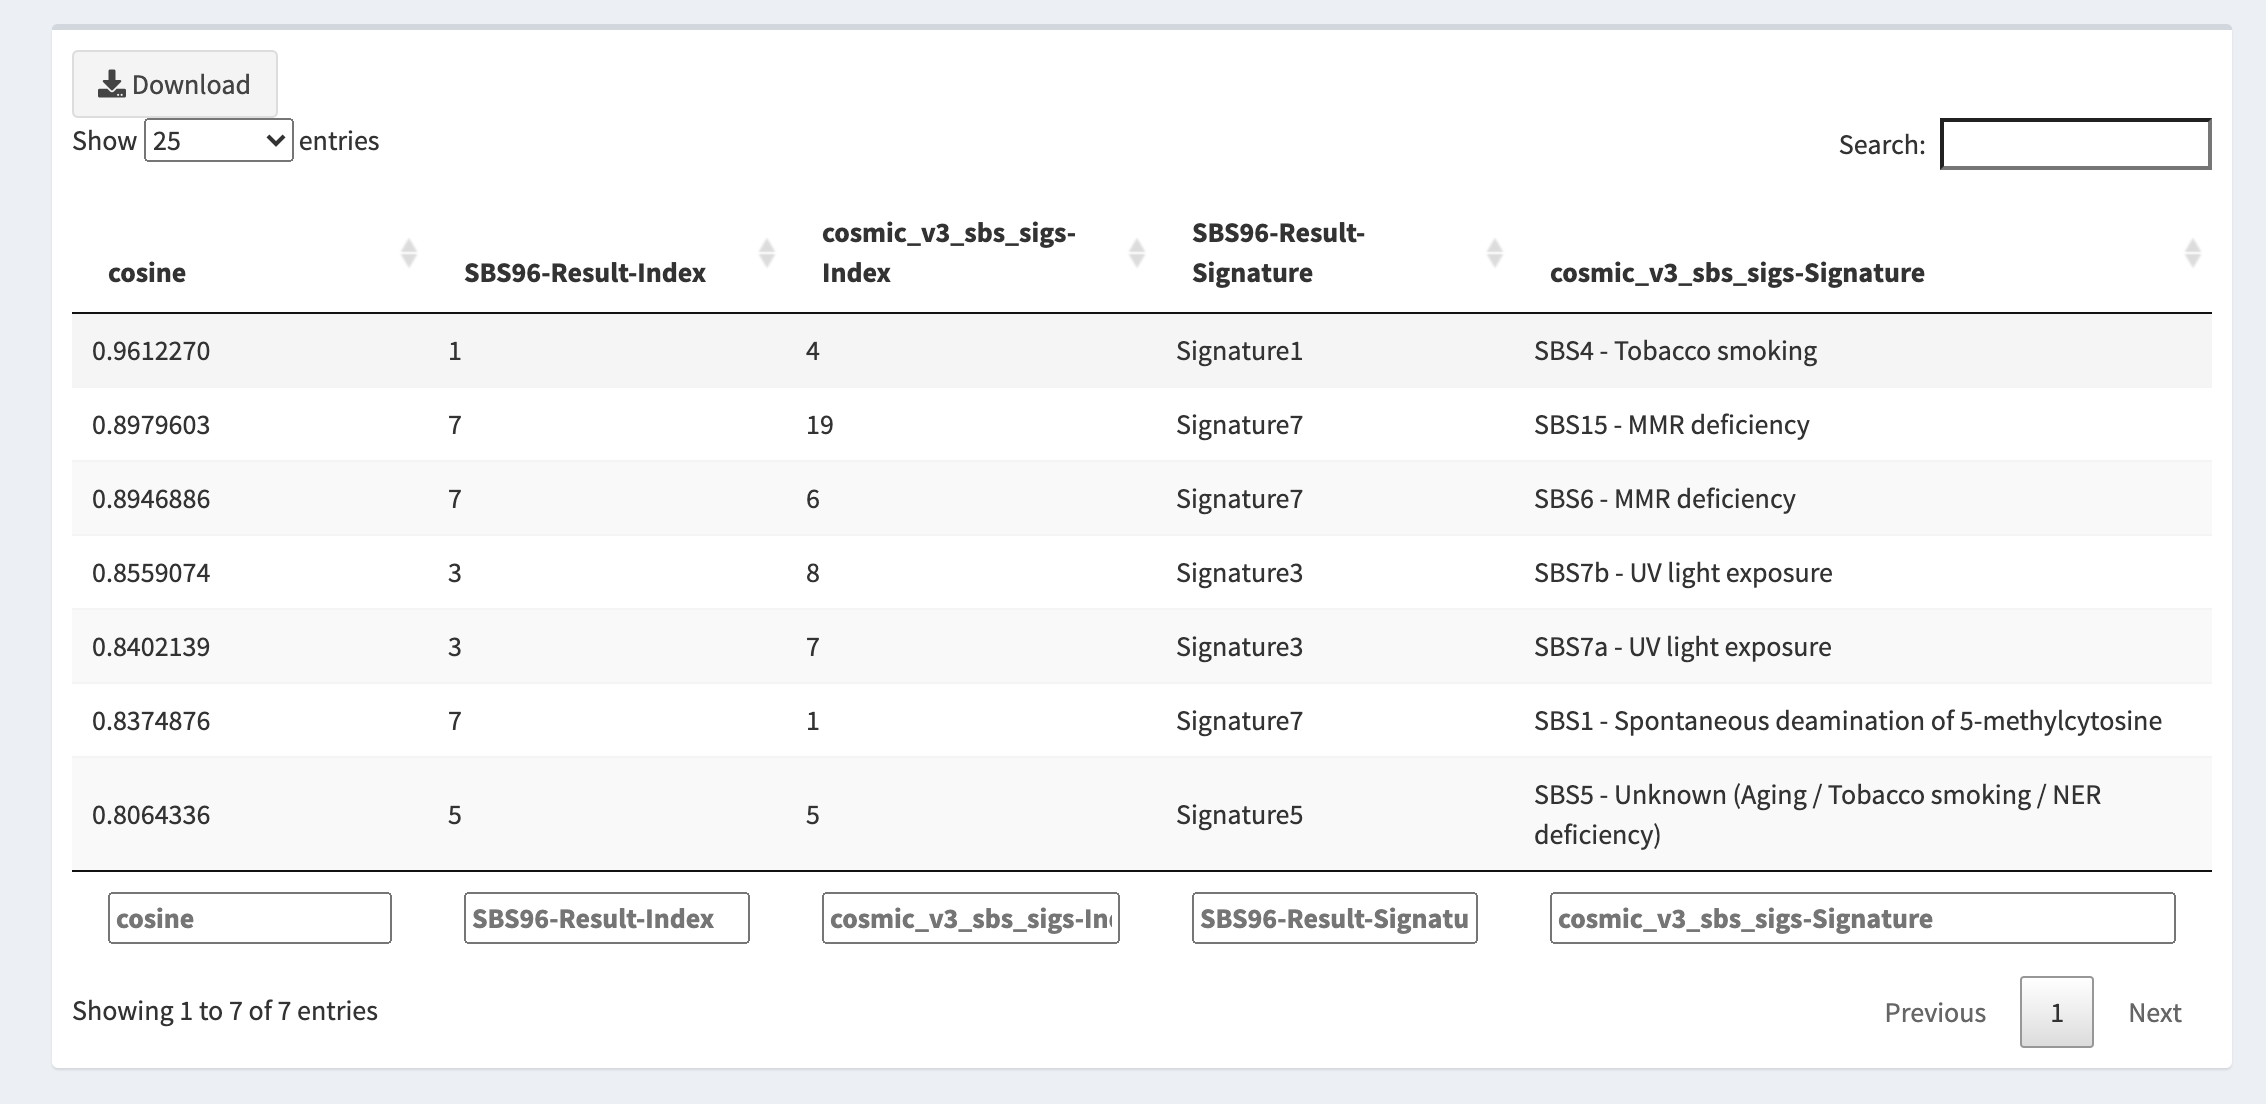 Download
Show 25 entries
Search:
cosine
SBS96-Result-Index
cosmic_v3_sbs_sigs-
Index
SBS96-Result-
Signature
cosmic_v3_sbs_sigs-Signature
0.9612270 1 4 Signature1 SBS4 - Tobacco smoking
0.8979603 7 19 Signature7 SBS15 - MMR deficiency
0.8946886 7 6 Signature7 SBS6 - MMR deficiency
0.8559074 3 8 Signature3 SBS7b - UV light exposure
0.8402139 3 7 Signature3 SBS7a - UV light exposure
0.8374876 7 1 Signature7 SBS1 - Spontaneous deamination of 5-methylcytosine
0.8064336 5 5 Signature5 SBS5 - Unknown (Aging / Tobacco smoking / NER
deficiency)
cosine SBS96-Result-Index cosmic_v3_sbs_sigs-In SBS96-Result-Signatu cosmic_v3_sbs_sigs-Signature
Showing 1 to 7 of 7 entries
Previous 1 Next